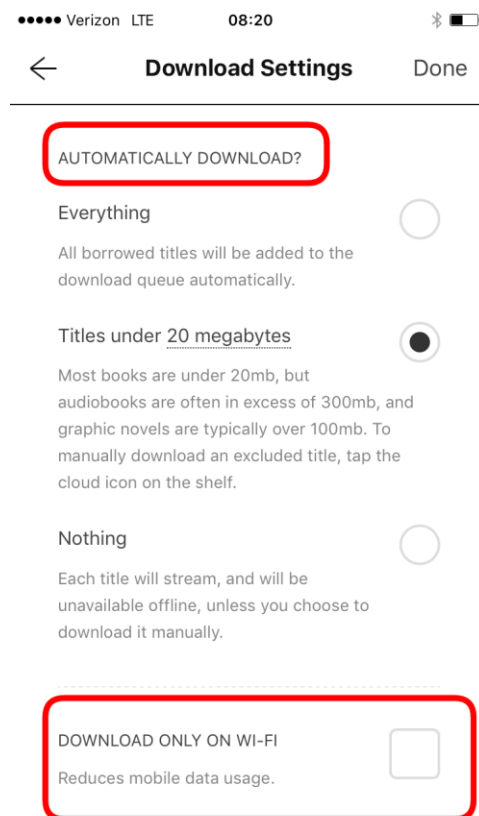 Verizon LTE 08:20
Download Settings Done
AUTOMATICALLY DOWNLOAD?
Everything
All borrowed titles will be added to the
download queue automatically.
Titles under 20 megabytes
Most books are under 20mb, but
audiobooks are often in excess of 300mb, and
graphic novels are typically over 100mb. To
manually download an excluded title, tap the
cloud icon on the shelf.
Nothing
Each title will stream, and will be
unavailable offline, unless you choose to
download it manually.
DOWNLOAD ONLY ON WI-FI
Reduces mobile data usage.